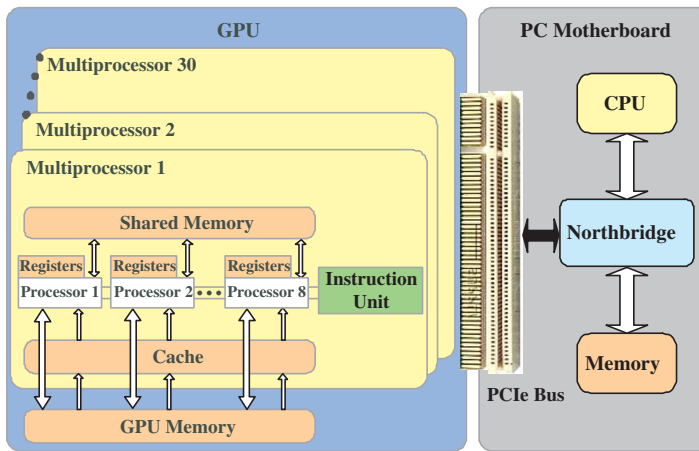 GPU
PC Motherboard
Multiprocessor 30
Multiprocessor 2
Multiprocessor 1
Shared Memory
Registers
Registers
Registers
Processor 1
Processor 2
Processor 8
Instruction
Unit
Cache
GPU Memory
CPU
Northbridge
Memory
PCIe Bus